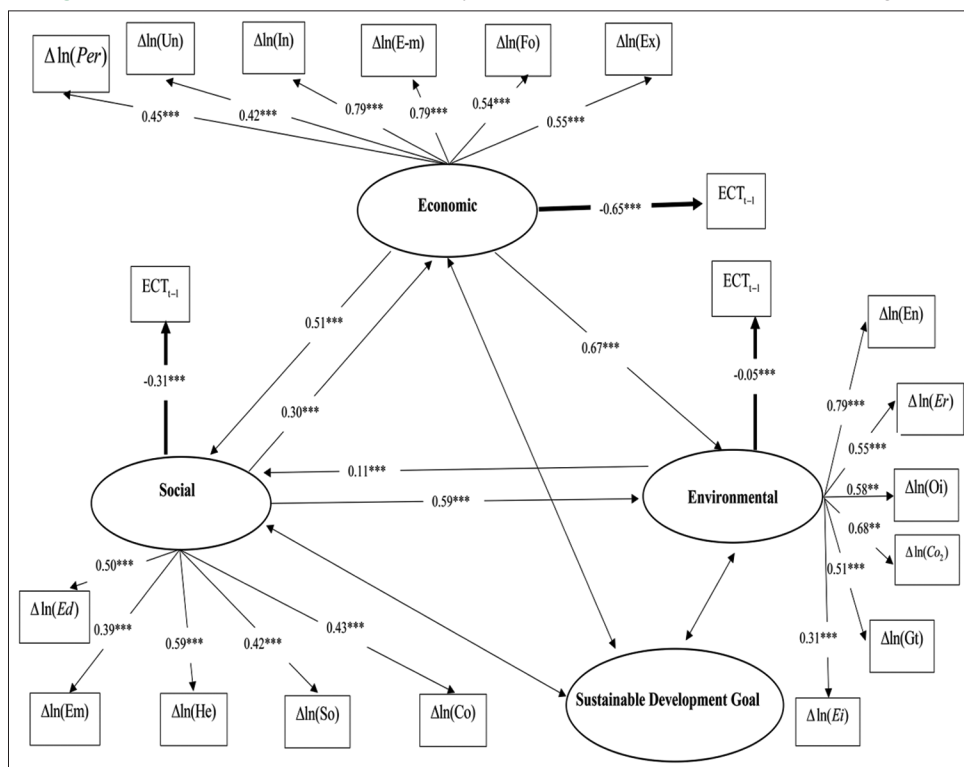 Δln(Per)
Δln(Un)
Δln(In)
Δln(E-m)
Δln(Fo)
Δln(Ex)
0.45***
0.42***
0.79***
0.79***
0.54***
0.55***
Economic
-0.65***
ECTt-1
ECTt-1
ECTt-1
0.51***
0.67***
-0.31***
0.30***
-0.05***
Δln(En)
0.79***
Δln(Er)
0.55***
Social
0.11***
0.59***
Environmental
0.58**
Δln(Oi)
0.68**
Δln(Co2)
0.51***
Δln(Gt)
0.31***
Δln(Ei)
0.50***
Δln(Ed)
0.39***
0.59***
0.42***
0.43***
Δln(Em)
Δln(He)
Δln(So)
Δln(Co)
Sustainable Development Goal